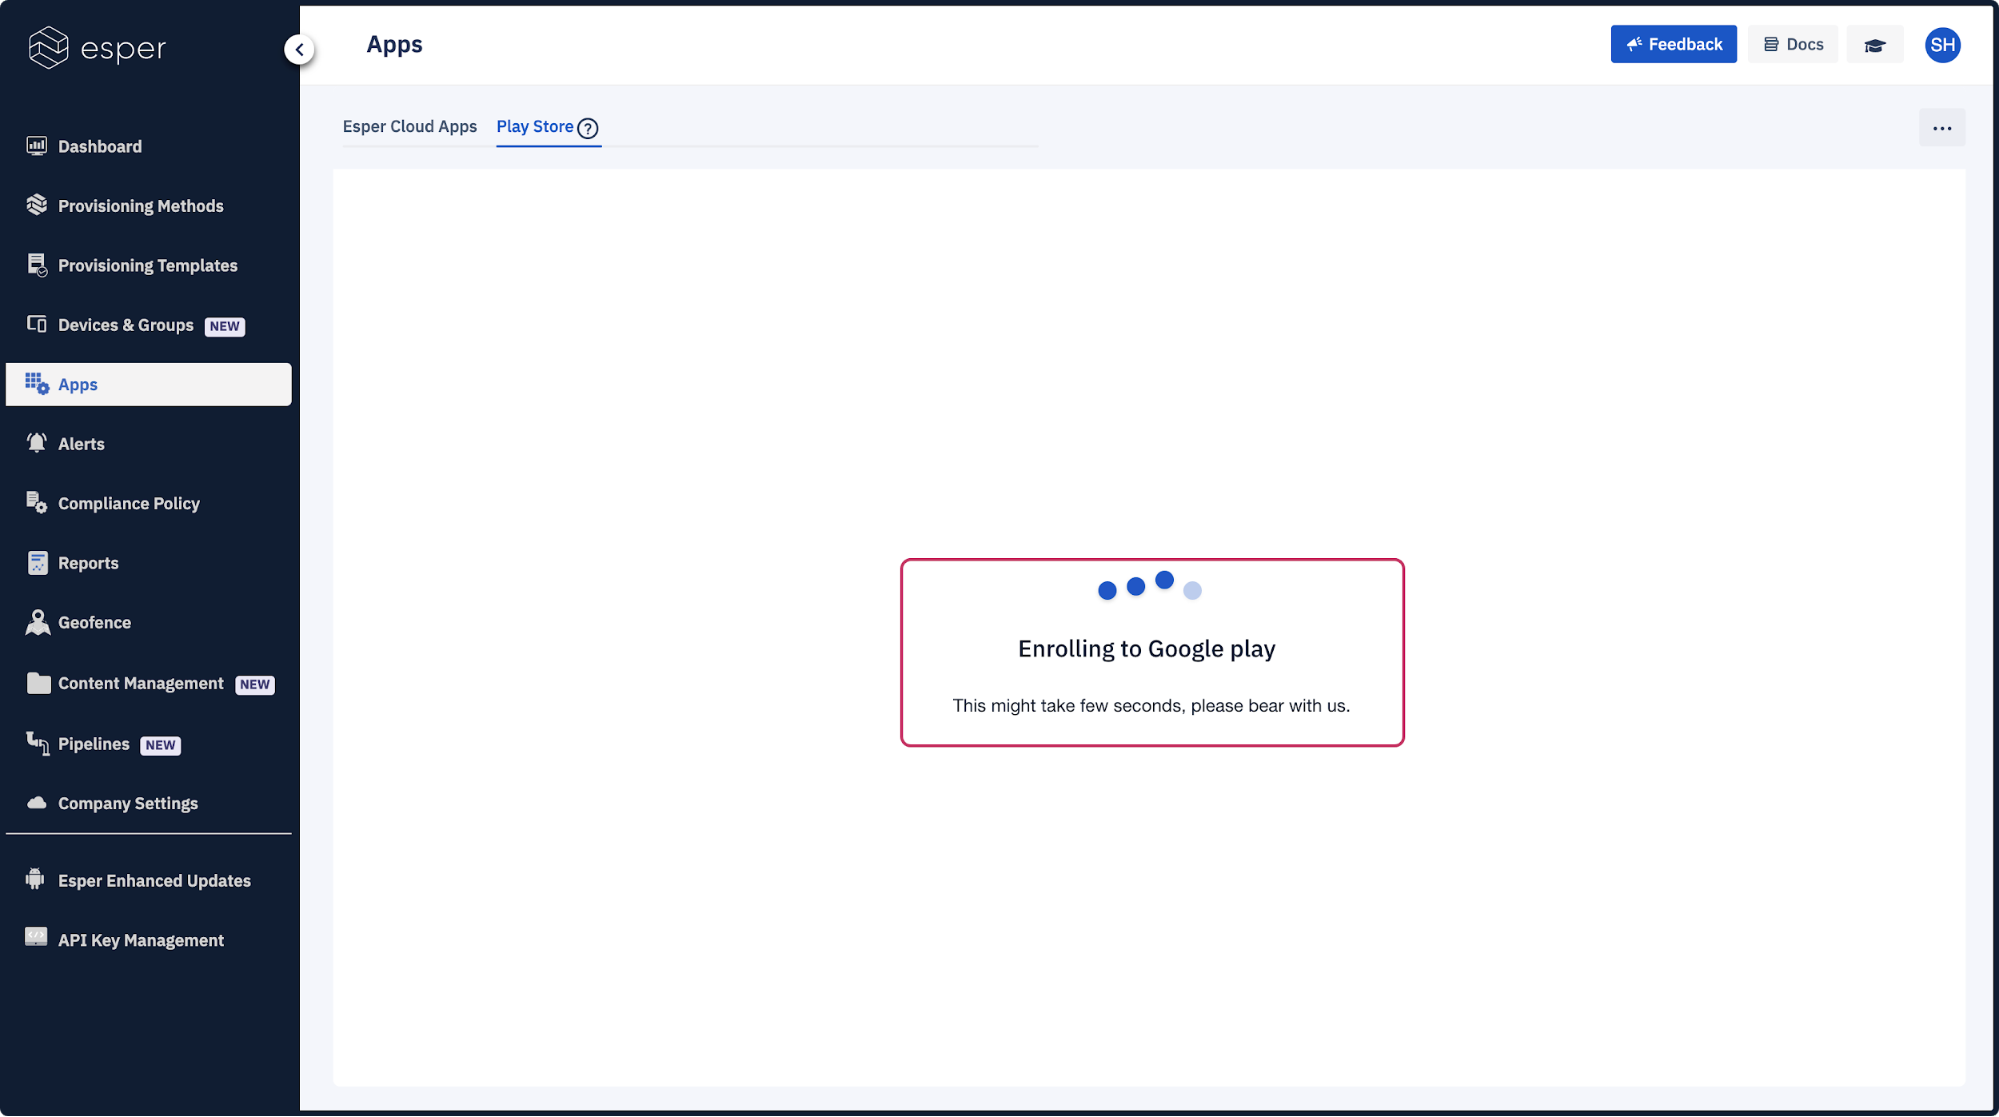 esper
Apps
Feedback
Docs
SH
Esper Cloud Apps
Play Store
?
...
Dashboard
Provisioning Methods
Provisioning Templates
Devices & Groups NEW
Apps
Alerts
Compliance Policy
Reports
Geofence
Content Management NEW
Pipelines NEW
Company Settings
Esper Enhanced Updates
API Key Management
Enrolling to Google play
This might take few seconds, please bear with us.